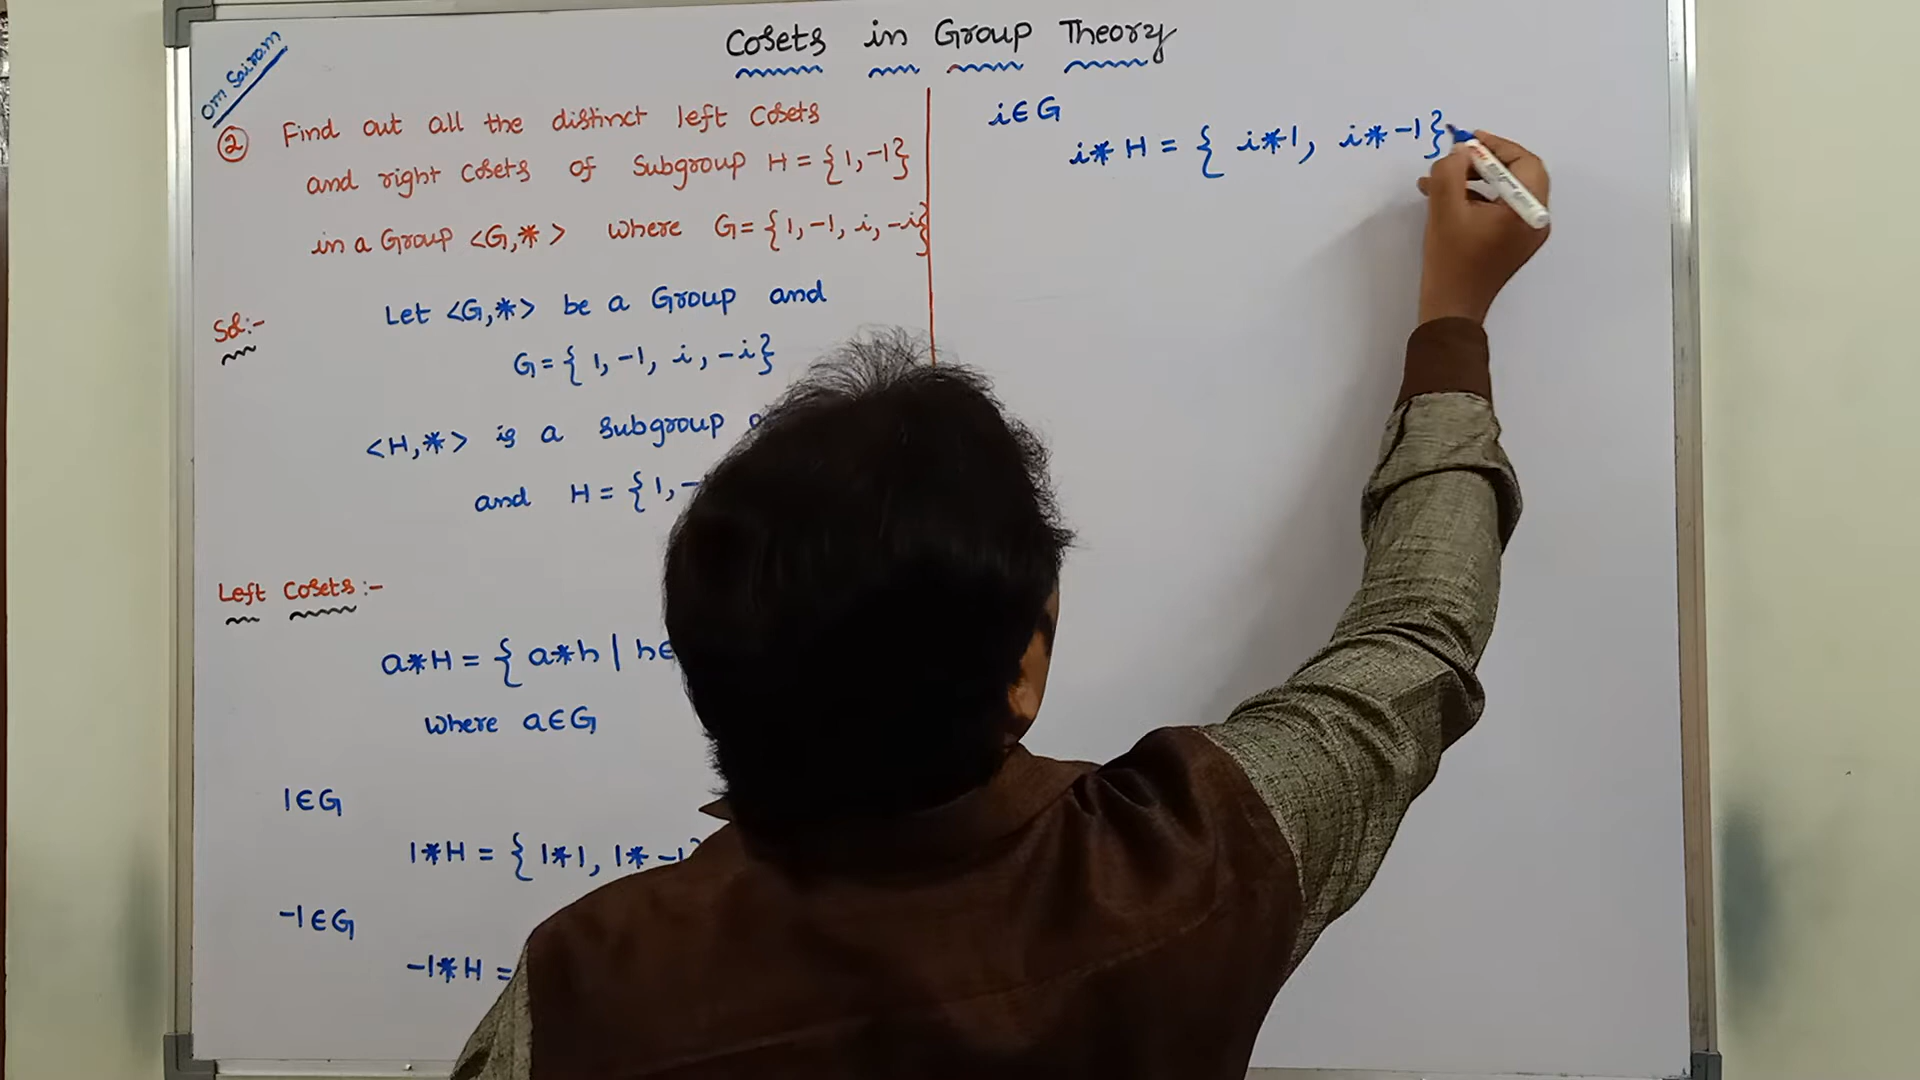 Cosets in Group Theory
Om Sairam
② Find out all the distinct left Cosets
and right Cosets of Subgroup H = {1, -1}
in a Group <G,*> where G = {1, -1, i, -i}
Sol:-
Let <G,*> be a Group and
G = { 1, -1, i, -i}
<H,*> is a Subgroup
and H = {1, -
Left Cosets :-
a*H = { a*h | h∈
where a∈G
1∈G
1*H = { 1*1, 1* -1}
-1∈G
-1*H =
i∈G
i* H = { i*1, i* -1}